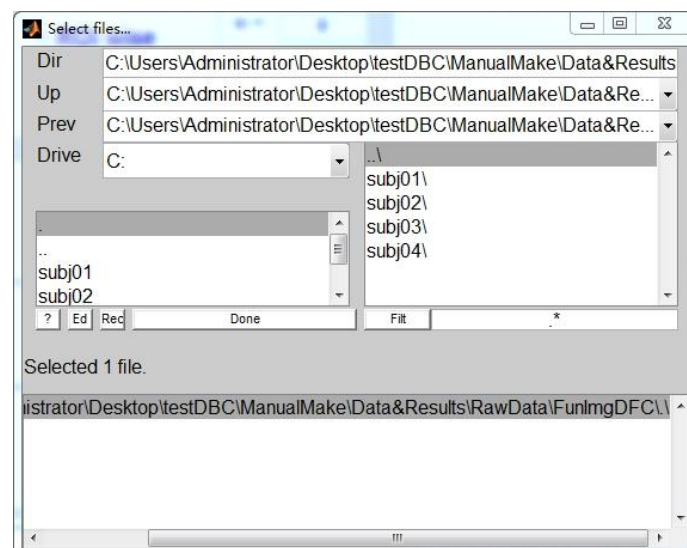 Select files...
ROI wise
Dir C:\Users\Administrator\Desktop\testDBC\ManualMake\Data&Results
Up C:\Users\Administrator\Desktop\testDBC\ManualMake\Data&Re...
Prev C:\Users\Administrator\Desktop\testDBC\ManualMake\Data&Re...
Drive C:
..\
subj01\
subj02\
subj03\
subj04\
.
..
subj01
subj02
? Ed Rec Done Filt .*
Selected 1 file.
istrator\Desktop\testDBC\ManualMake\Data&Results\RawData\FunImgDFC\.\